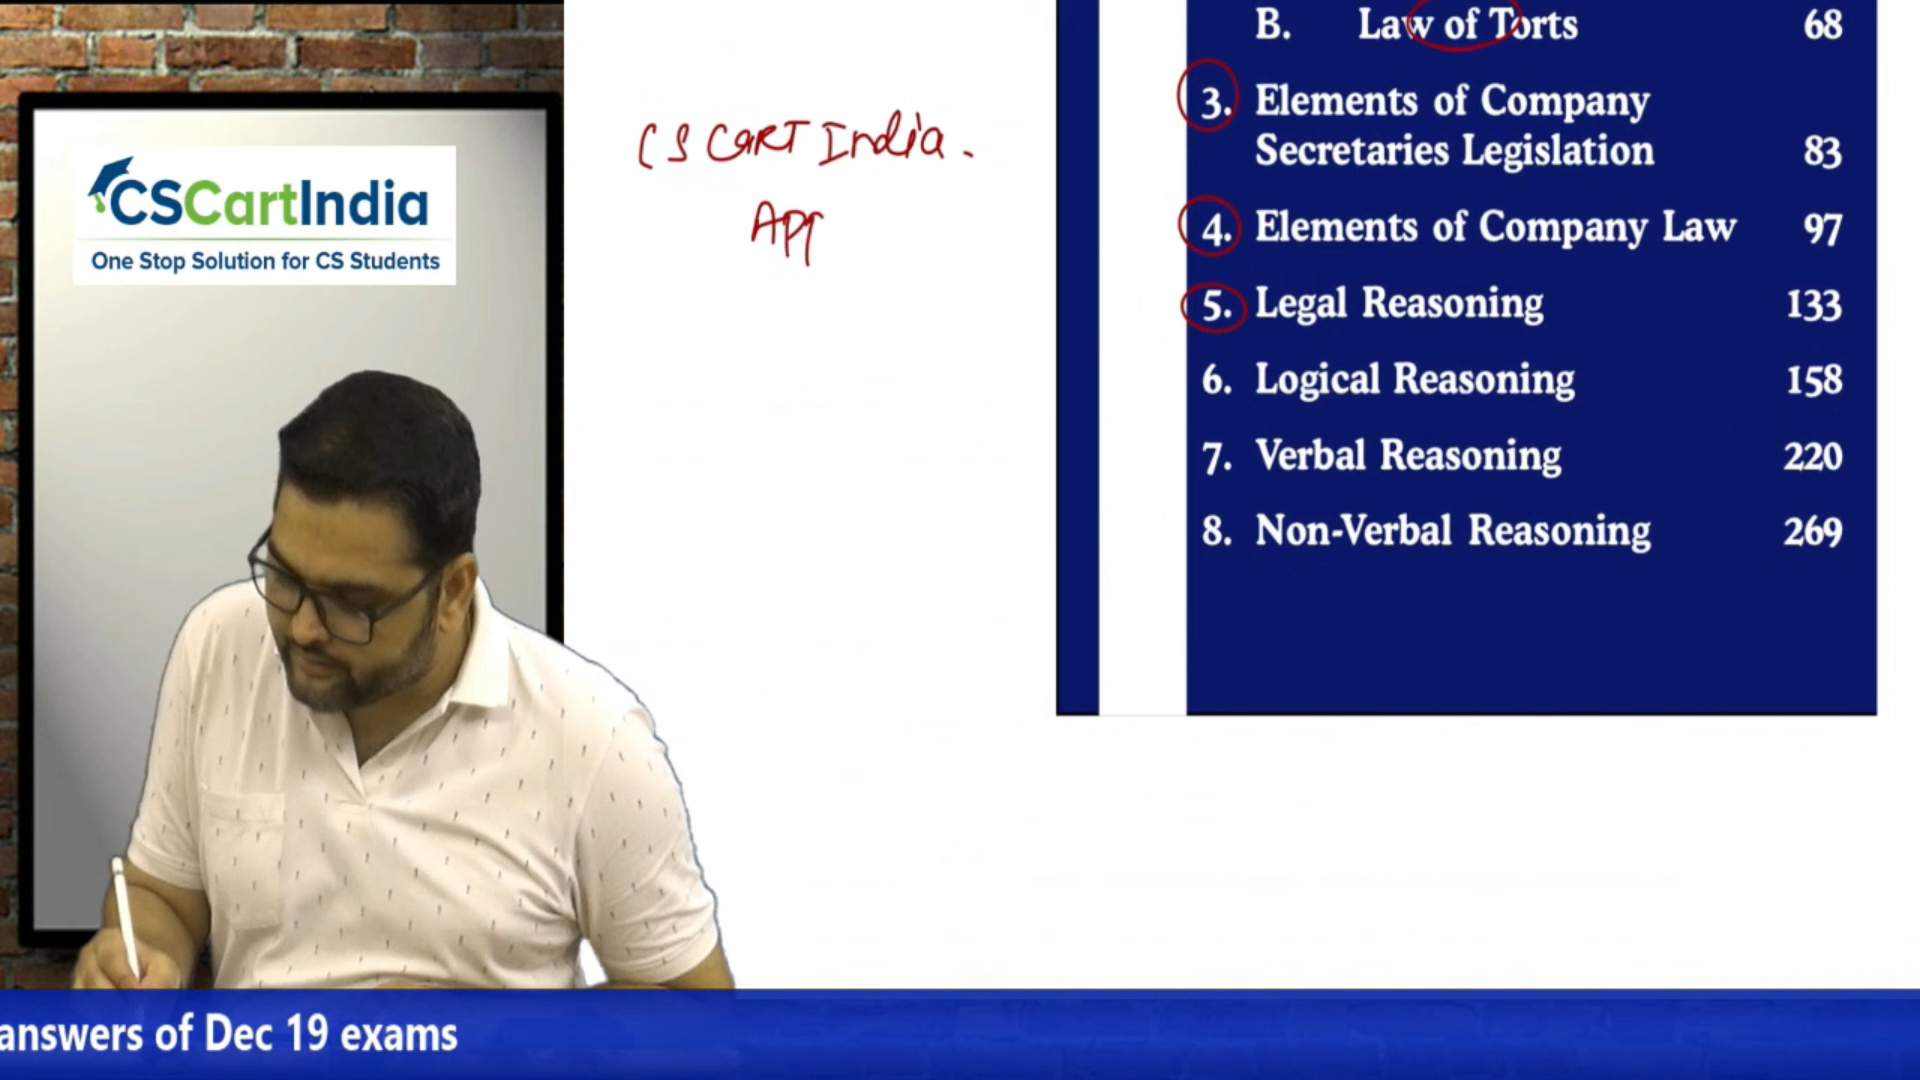 CSCartIndia
One Stop Solution for CS Students
CS CART India.
App
B. Law of Torts 68
3. Elements of Company
Secretaries Legislation 83
4. Elements of Company Law 97
5. Legal Reasoning 133
6. Logical Reasoning 158
7. Verbal Reasoning 220
8. Non-Verbal Reasoning 269
answers of Dec 19 exams